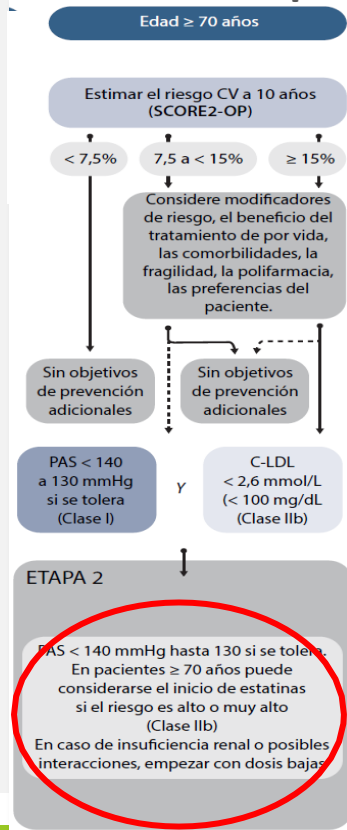 Edad ≥ 70 años
Estimar el riesgo CV a 10 años
(SCORE2-OP)
< 7,5%
7,5 a < 15%
≥ 15%
Considere modificadores
de riesgo, el beneficio del
tratamiento de por vida,
las comorbilidades, la
fragilidad, la polifarmacia,
las preferencias del
paciente.
Sin objetivos
de prevención
adicionales
Sin objetivos
de prevención
adicionales
PAS < 140
a 130 mmHg
si se tolera
(Clase I)
Y
C-LDL
< 2,6 mmol/L
(< 100 mg/dL
(Clase IIb)
ETAPA 2
PAS < 140 mmHg hasta 130 si se tolera.
En pacientes ≥ 70 años puede
considerarse el inicio de estatinas
si el riesgo es alto o muy alto
(Clase IIb)
En caso de insuficiencia renal o posibles
interacciones, empezar con dosis bajas